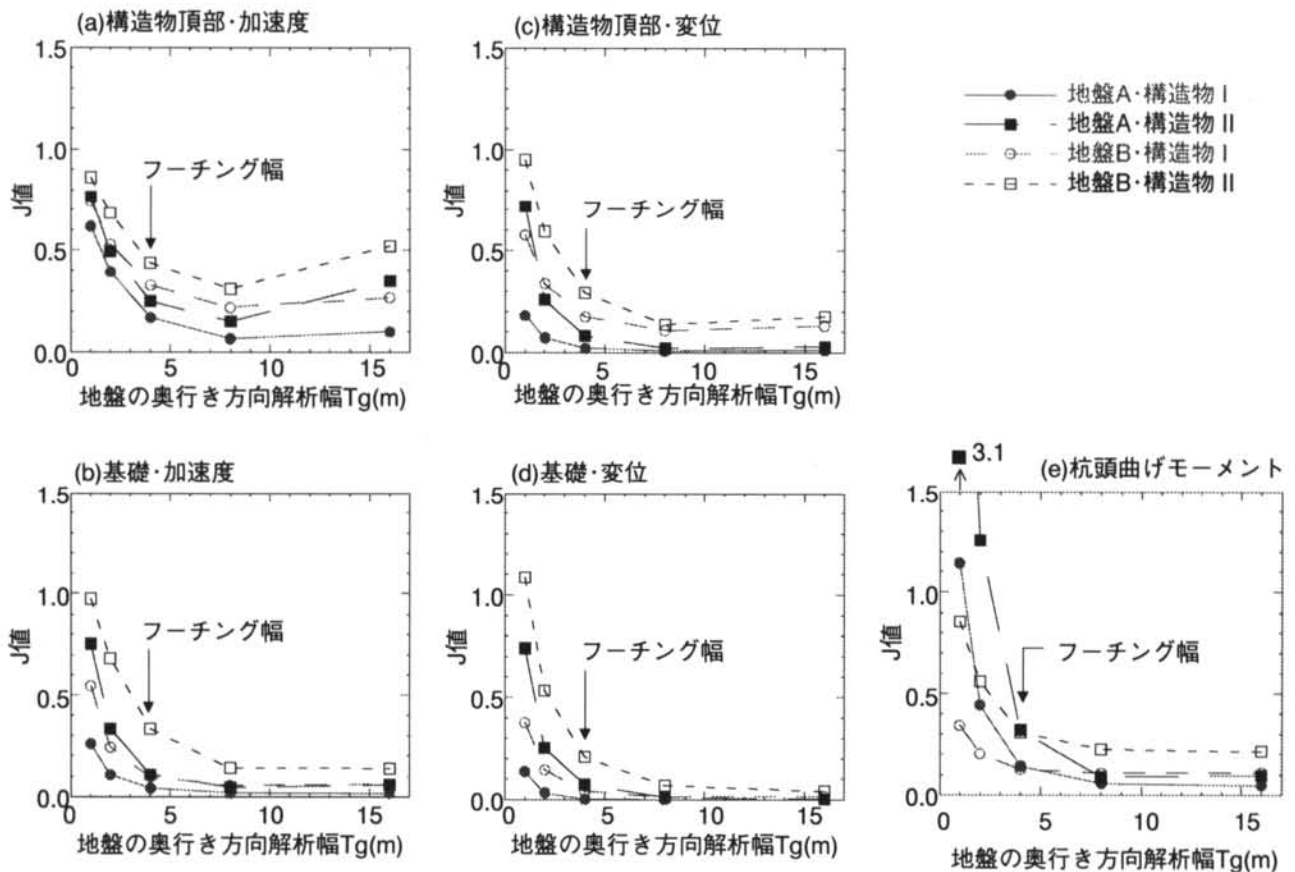 (a)構造物頂部·加速度
1.5
1.0
0.5
0.0
J値
フーチング幅
0
5
10
15
地盤の奥行き方向解析幅Tg(m)
(c)構造物頂部·変位
1.5
1.0
0.5
0.0
フーチング幅
0
5
10
15
地盤の奥行き方向解析幅Tg(m)
地盤A·構造物 I
地盤A·構造物 II
地盤B·構造物 I
地盤B·構造物 II
(b)基礎·加速度
1.5
1.0
0.5
0.0
J値
フーチング幅
0
5
10
15
地盤の奥行き方向解析幅Tg(m)
(d)基礎·変位
1.5
1.0
0.5
0.0
J値
フーチング幅
0
5
10
15
地盤の奥行き方向解析幅Tg(m)
3.1
(e)杭頭曲げモーメント
1.5
1.0
0.5
0.0
J値
フーチング幅
0
5
10
15
地盤の奥行き方向解析幅Tg(m)